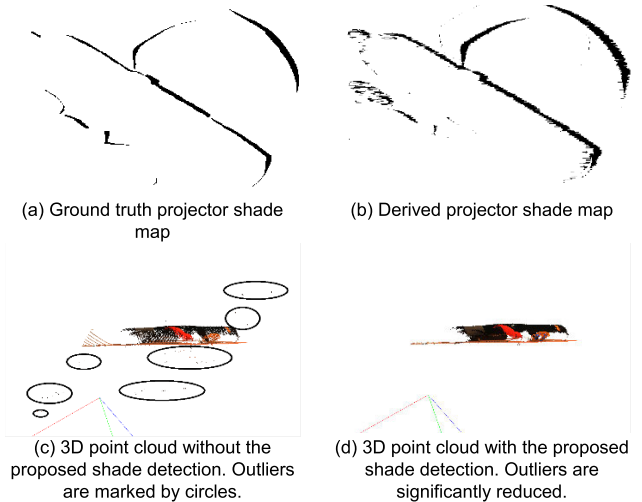 (a) Ground truth projector shade
map
(b) Derived projector shade map
(c) 3D point cloud without the
proposed shade detection. Outliers
are marked by circles.
(d) 3D point cloud with the proposed
shade detection. Outliers are
significantly reduced.